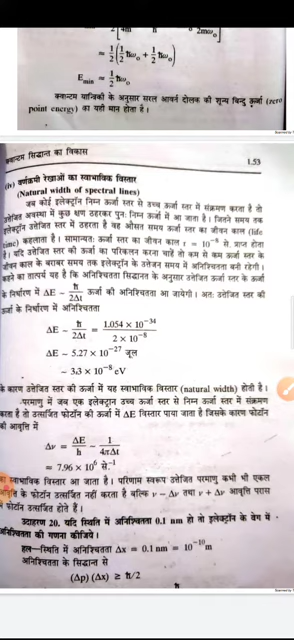 ≈ ½(½ħω₀ + ½ħω₀)
E_min ≈ ½ħω₀
क्वान्टम यान्त्रिकी के अनुसार सरल आवर्त दोलक की शून्य बिन्दु ऊर्जा (zero
point energy) का यही मान होता है।
क्वान्टम सिद्धान्त का विकास
1.53
(iv) वर्णक्रमी रेखाओं का स्वाभाविक विस्तार
(Natural width of spectral lines)
जब कोई इलेक्ट्रॉन निम्न ऊर्जा स्तर से उच्च ऊर्जा स्तर में संक्रमण करता है तो
उत्तेजित अवस्था में कुछ क्षण ठहरकर पुनः निम्न ऊर्जा में आ जाता है। जितने समय तक
इलेक्ट्रॉन उत्तेजित स्तर में ठहरता है वह औसत समय ऊर्जा स्तर का जीवन काल (life
time) कहलाता है। सामान्यतः ऊर्जा स्तर का जीवन काल t = 10⁻⁸ से. प्राप्त होता
है। यदि उत्तेजित स्तर की ऊर्जा का परिकलन करना चाहें तो कम से कम ऊर्जा स्तर के
जीवन काल के बराबर समय तक इलेक्ट्रॉन के उत्तेजन समय में अनिश्चितता बनी रहेगी।
कहने का तात्पर्य यह है कि अनिश्चितता सिद्धान्त के अनुसार उत्तेजित ऊर्जा स्तर के ऊर्जा
के निर्धारण में ΔE ~ ħ/2Δt ऊर्जा की अनिश्चितता आ जायेगी। अतः उत्तेजित स्तर की
ऊर्जा के निर्धारण में अनिश्चितता
ΔE ~ ħ/2Δt = 1.054 × 10⁻³⁴/2 × 10⁻⁸
ΔE ~ 5.27 × 10⁻²⁷ जूल
~ 3.3 × 10⁻⁸ eV
के कारण उत्तेजित स्तर की ऊर्जा में यह स्वाभाविक विस्तार (natural width) होती है।
परमाणु में जब एक इलेक्ट्रान उच्च ऊर्जा स्तर से निम्न ऊर्जा स्तर में संक्रमण
करता है तो उत्सर्जित फोटॉन की ऊर्जा में ΔE विस्तार पाया जाता है जिसके कारण फोटॉन
की आवृत्ति में
Δν = ΔE/h ~ 1/4πΔt
≈ 7.96 × 10⁶ से.⁻¹
का स्वाभाविक विस्तार आ जाता है। परिणाम स्वरूप उत्तेजित परमाणु कभी भी एकल
आवृत्ति के फोटॉन उत्सर्जित नहीं करता है बल्कि ν − Δν तथा ν + Δν आवृत्ति परास
फोटॉन उत्सर्जित होते हैं।
उदाहरण 20. यदि स्थिति में अनिश्चितता 0.1 nm हो तो इलेक्ट्रॉन के वेग में
अनिश्चितता की गणना कीजिये।
हल—स्थिति में अनिश्चितता Δx = 0.1 nm = 10⁻¹⁰ m
अनिश्चितता के सिद्धान्त से
(Δp) (Δx) ≥ ħ/2
ħ